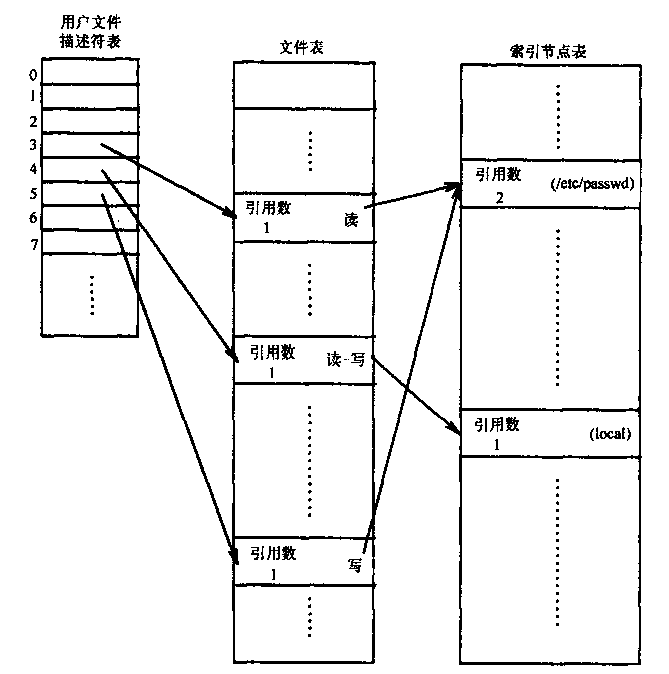 用户文件
描述符表
文件表
索引节点表
0
1
2
3
4
5
6
7
引用数
1
读
引用数
1
读-写
引用数
1
写
引用数
2
(/etc/passwd)
引用数
1
(local)